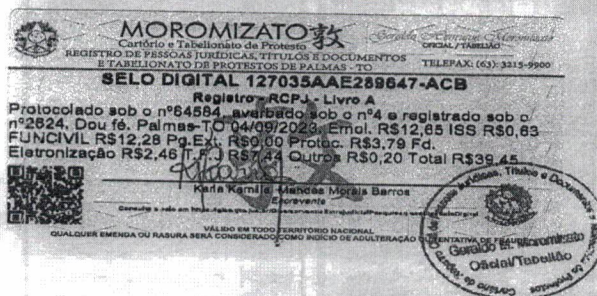 MOROMIZATO 敦
Cartório e Tabelionato de Protesto
OFICIAL / TABELIÃO
REGISTRO DE PESSOAS JURÍDICAS, TÍTULOS E DOCUMENTOS
E TABELIONATO DE PROTESTOS DE PALMAS - TO
TELEFAX: (63) 3215-9900
SELO DIGITAL 127035AAE289647-ACB
Registro - RCPJ - Livro A
Protocolado sob o nº64584, averbado sob o nº4 e registrado sob o
nº2624. Dou fé. Palmas-TO 04/09/2023. Emol. R$12,65 ISS R$0,63
FUNCIVIL R$12,28 Pg.Ext. R$0,00 Protoc. R$3,79 Fd.
Eletronização R$2,46 T.F.J R$7,44 Outros R$0,20 Total R$39,45
Karla Kamila Mendes Morais Barros
Escrevente
VÁLIDO EM TODO TERRITÓRIO NACIONAL
QUALQUER EMENDA OU RASURA SERÁ CONSIDERADO COMO INDÍCIO DE ADULTERAÇÃO OU TENTATIVA DE FRAUDE
Geraldo H. Moromizato
Oficial/Tabelião